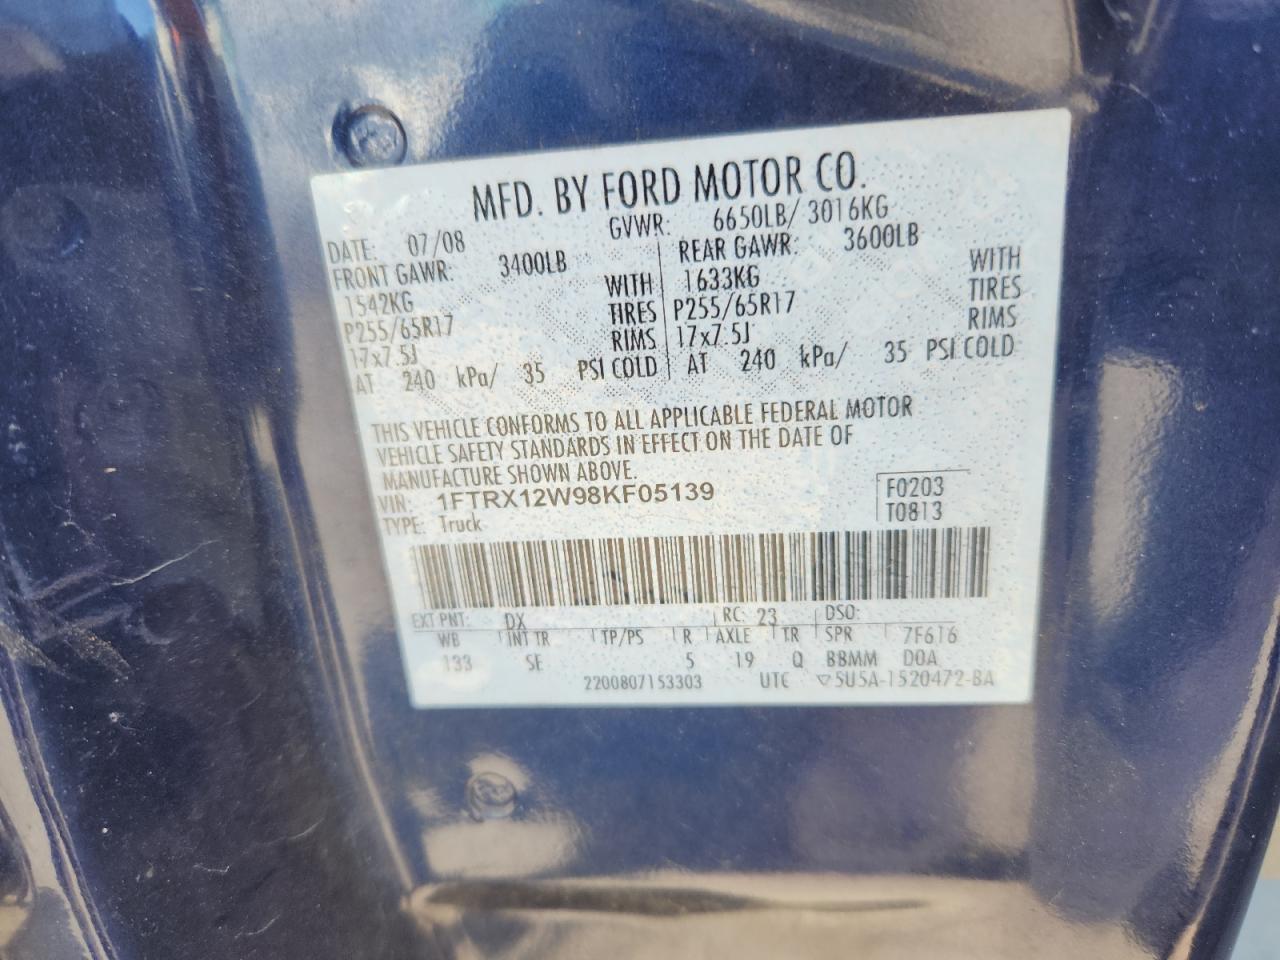 MFD. BY FORD MOTOR CO.
DATE: 07/08 GVWR: 6650LB/ 3016KG
FRONT GAWR: 3400LB REAR GAWR: 3600LB
1542KG WITH 1633KG WITH
P255/65R17 TIRES P255/65R17 TIRES
17x7.5J RIMS 17x7.5J RIMS
AT 240 kPa/ 35 PSI COLD AT 240 kPa/ 35 PSI COLD
THIS VEHICLE CONFORMS TO ALL APPLICABLE FEDERAL MOTOR
VEHICLE SAFETY STANDARDS IN EFFECT ON THE DATE OF
MANUFACTURE SHOWN ABOVE.
VIN: 1FTRX12W98KF05139 F0203
TYPE: Truck T0813
EXT PNT: DX RC: 23 DSO:
WB INT TR TP/PS R AXLE TR SPR 7F616
133 SE 5 19 Q BBMM D0A
2200807153303 UTC ▽5U5A-1520472-BA